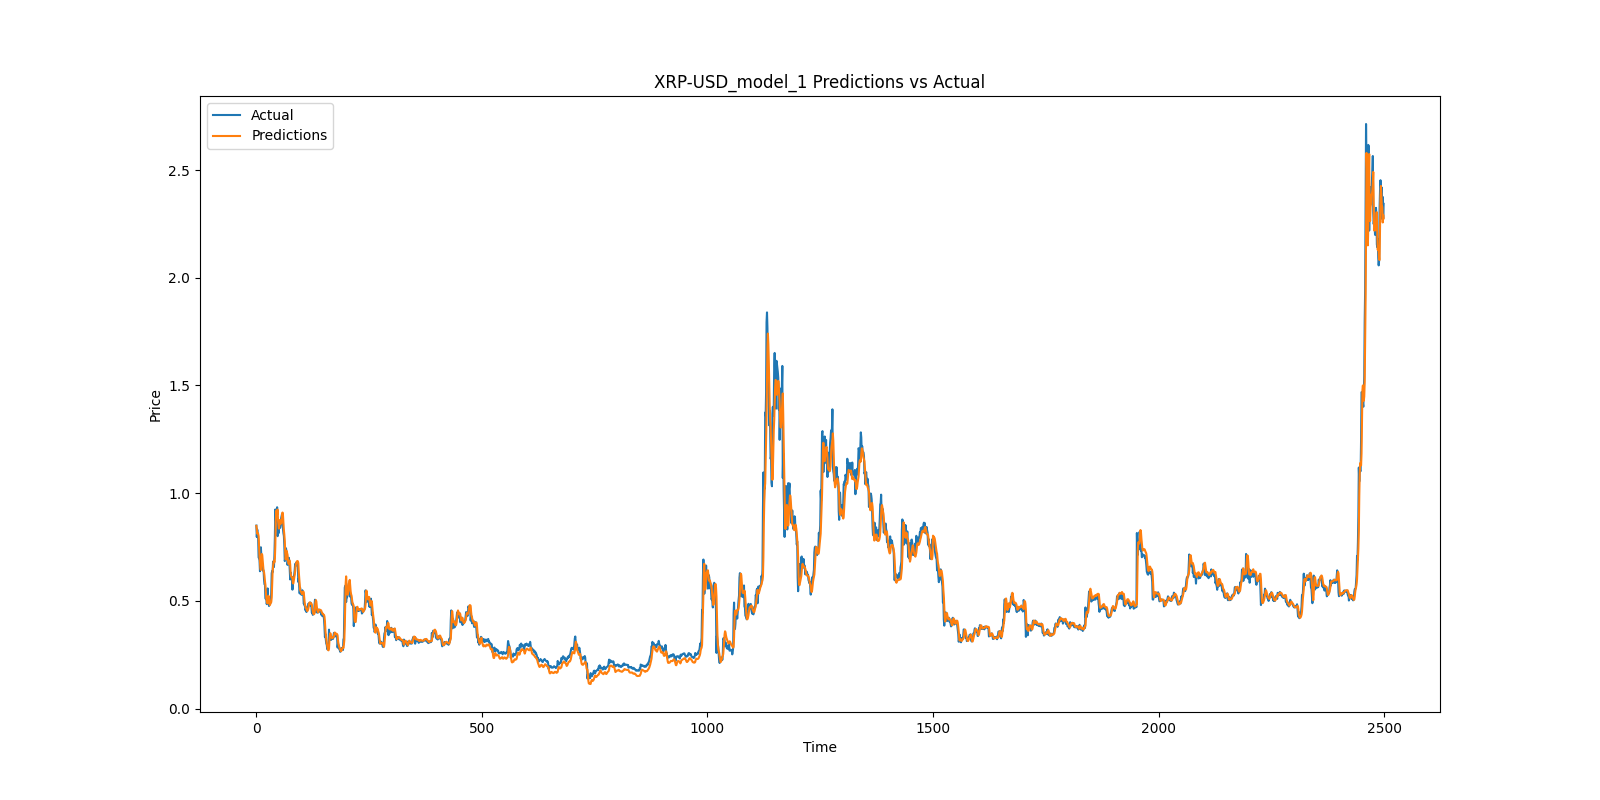 XRP-USD_model_1 Predictions vs Actual
Actual
Predictions
2.5
2.0
1.5
1.0
0.5
0.0
Price
0 500 1000 1500 2000 2500
Time